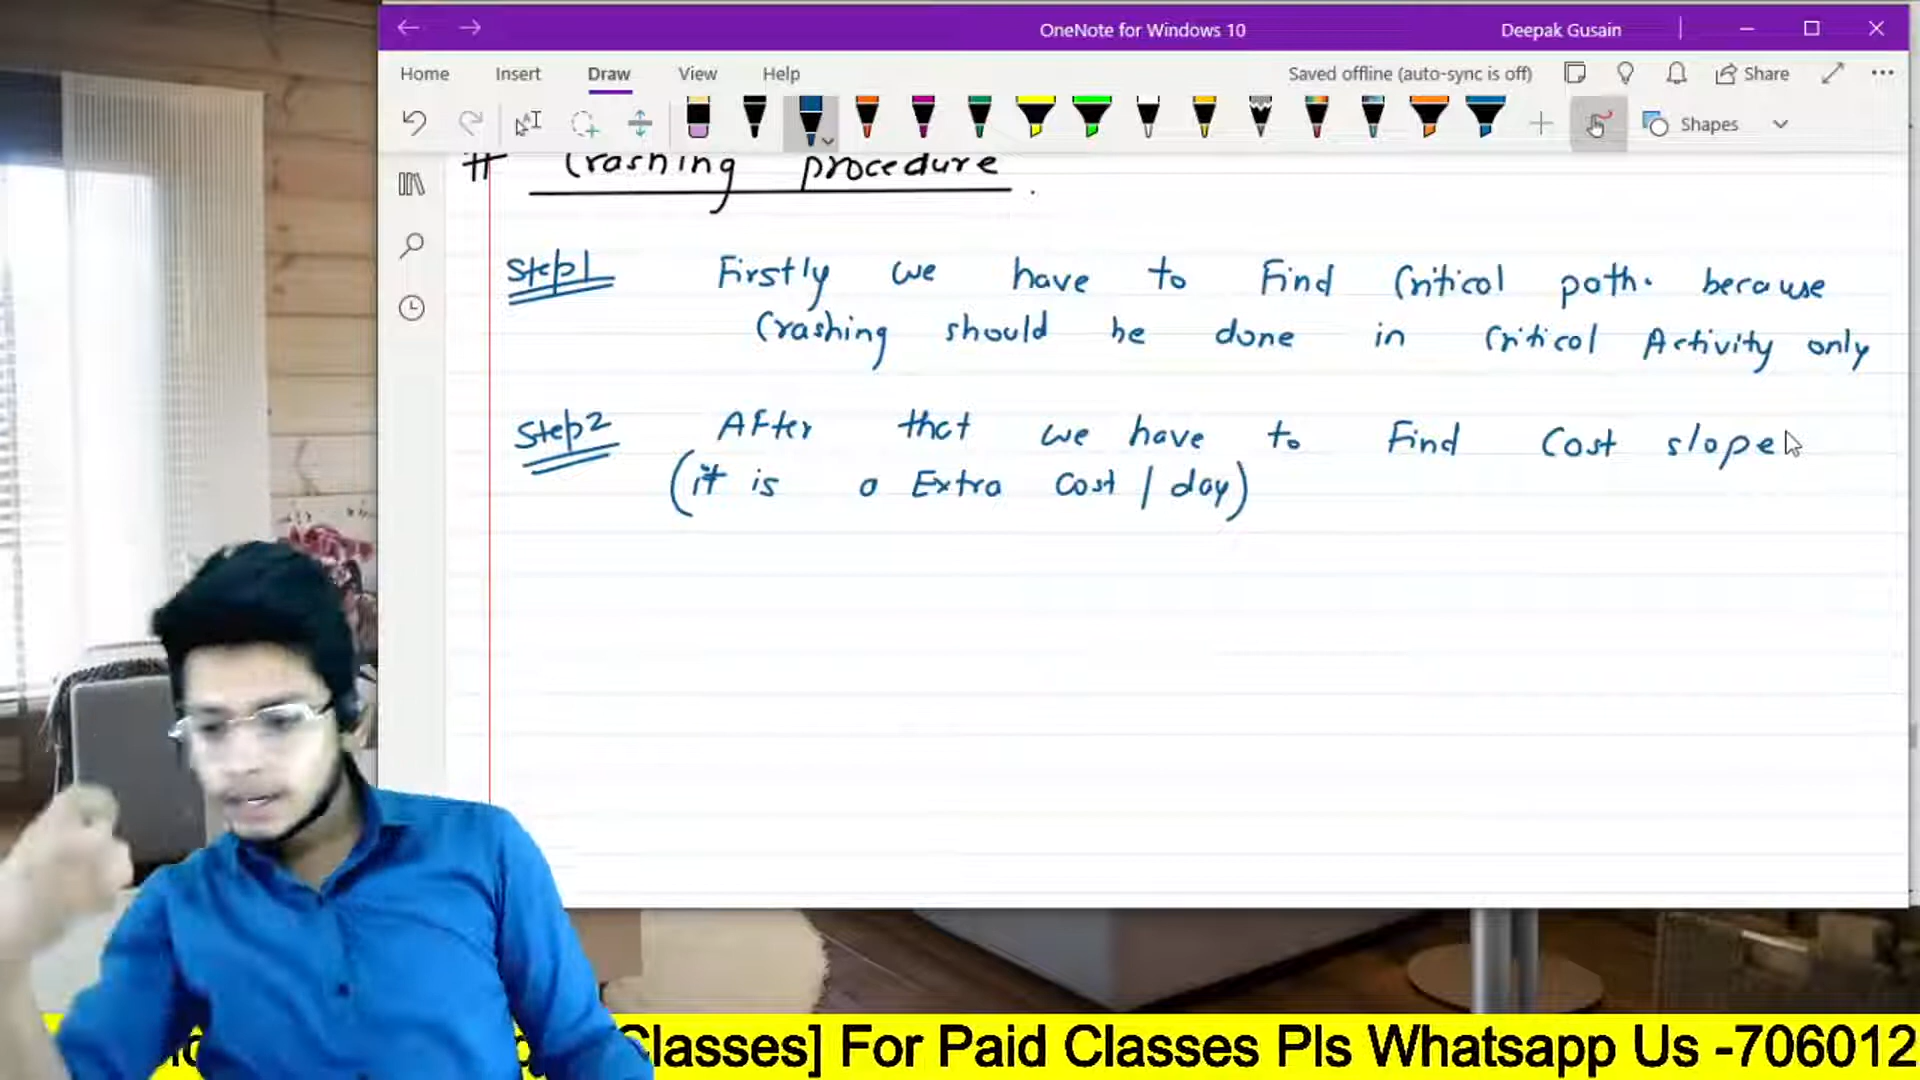 OneNote for Windows 10
Deepak Gusain
Home Insert Draw View Help
Saved offline (auto-sync is off)
Share
Shapes
# Crashing procedure.
Step1 Firstly we have to Find Critical path. because
Crashing should be done in Critical Activity only
Step2 After that we have to Find Cost slope
(it is a Extra Cost / day)
Classes] For Paid Classes Pls Whatsapp Us -706012